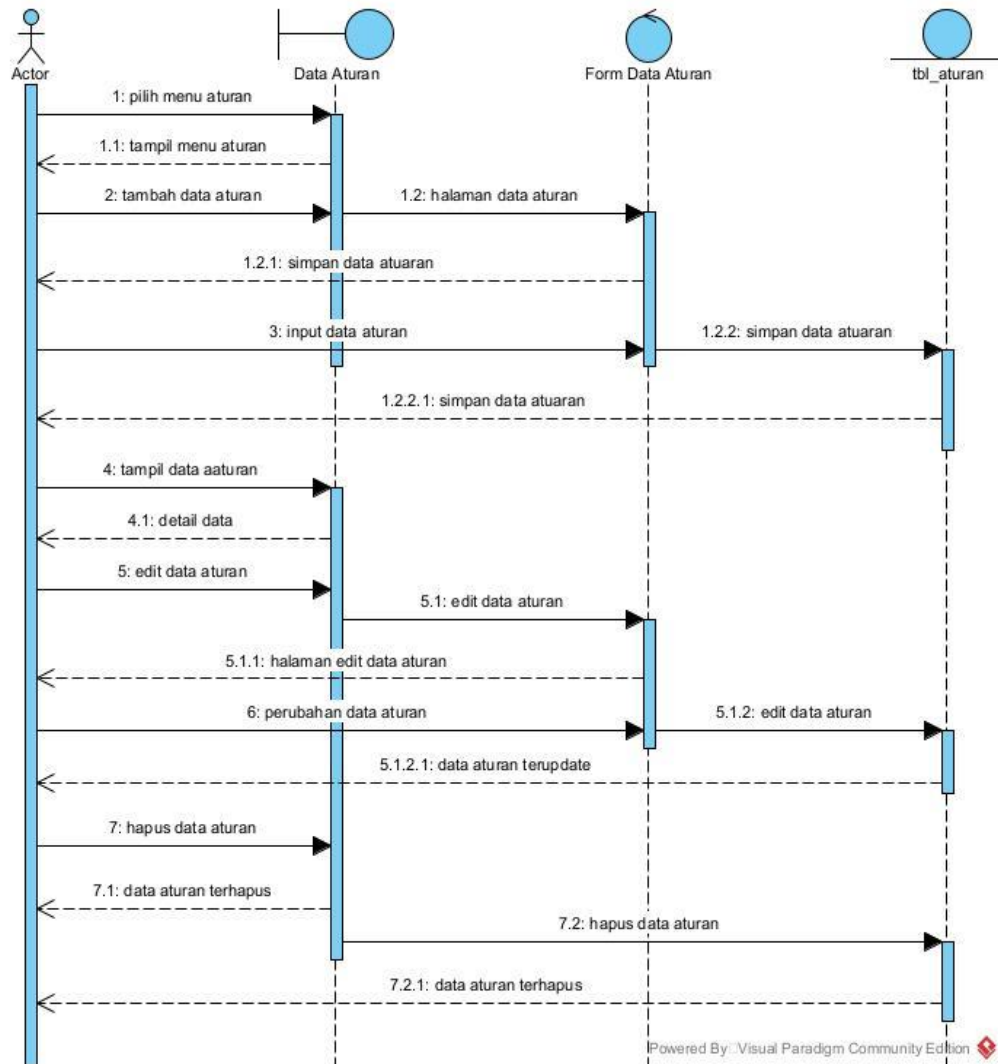 Actor
Data Aturan
Form Data Aturan
tbl_aturan
1: pilih menu aturan
1.1: tampil menu aturan
2: tambah data aturan
1.2: halaman data aturan
1.2.1: simpan data atuaran
3: input data aturan
1.2.2: simpan data atuaran
1.2.2.1: simpan data atuaran
4: tampil data aaturan
4.1: detail data
5: edit data aturan
5.1: edit data aturan
5.1.1: halaman edit data aturan
6: perubahan data aturan
5.1.2: edit data aturan
5.1.2.1: data aturan terupdate
7: hapus data aturan
7.1: data aturan terhapus
7.2: hapus data aturan
7.2.1: data aturan terhapus
Powered By Visual Paradigm Community Edition